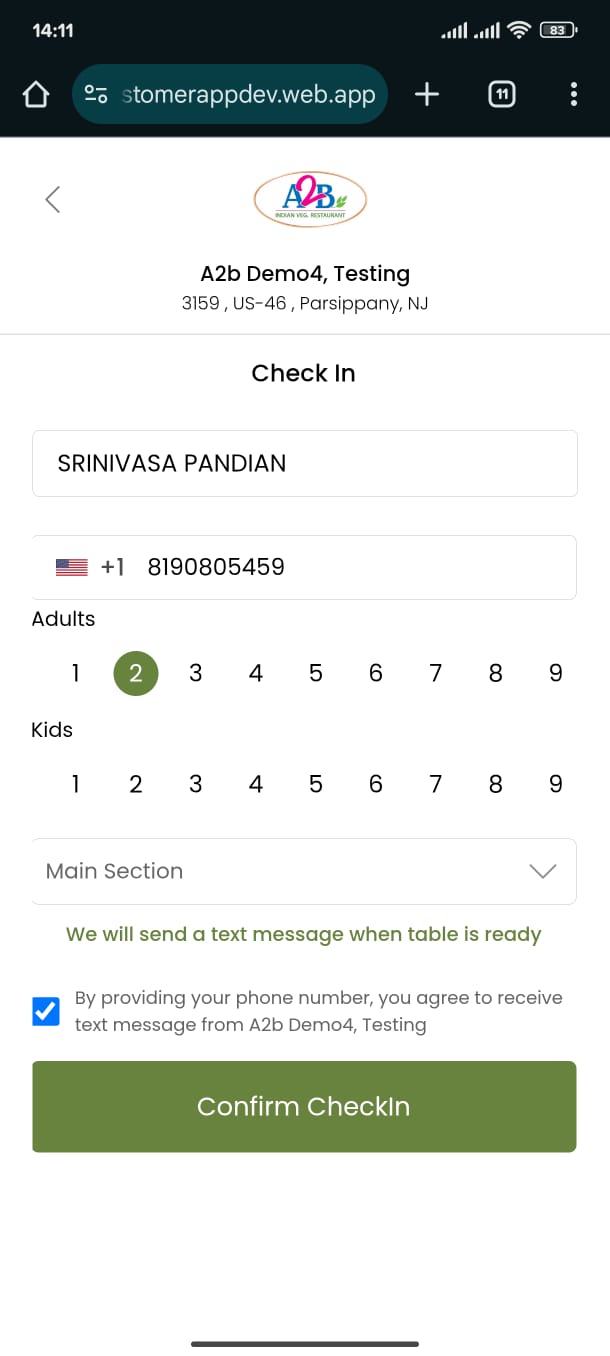 14:11
83
stomerappdev.web.app
11
A2B
INDIAN VEG. RESTAURANT
A2b Demo4, Testing
3159 , US-46 , Parsippany, NJ
Check In
SRINIVASA PANDIAN
+1 8190805459
Adults
1 2 3 4 5 6 7 8 9
Kids
1 2 3 4 5 6 7 8 9
Main Section
We will send a text message when table is ready
By providing your phone number, you agree to receive
text message from A2b Demo4, Testing
Confirm CheckIn